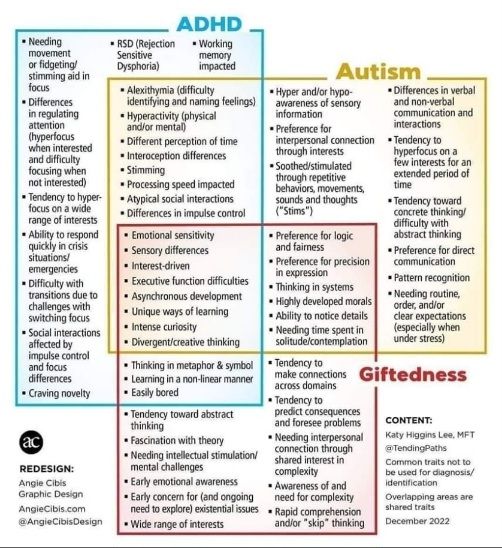 ADHD
• Needing
movement
or fidgeting/
stimming aid in
focus
• Differences
in regulating
attention
(hyperfocus
when interested
and difficulty
focusing when
not interested)
• Tendency to hyper-
focus on a wide
range of interests
• Ability to respond
quickly in crisis
situations/
emergencies
• Difficulty with
transitions due to
challenges with
switching focus
• Social interactions
affected by
impulse control
and focus
differences
• Craving novelty
• RSD (Rejection
Sensitive
Dysphoria)
• Working
memory
impacted
Autism
• Alexithymia (difficulty
identifying and naming feelings)
• Hyperactivity (physical
and/or mental)
• Different perception of time
• Interoception differences
• Stimming
• Processing speed impacted
• Atypical social interactions
• Differences in impulse control
• Hyper and/or hypo-
awareness of sensory
information
• Preference for
interpersonal connection
through interests
• Soothed/stimulated
through repetitive
behaviors, movements,
sounds and thoughts
("Stims")
• Differences in verbal
and non-verbal
communication and
interactions
• Tendency to
hyperfocus on a
few interests for an
extended period of
time
• Tendency toward
concrete thinking/
difficulty with
abstract thinking
• Preference for direct
communication
• Pattern recognition
• Needing routine,
order, and/or
clear expectations
(especially when
under stress)
• Emotional sensitivity
• Sensory differences
• Interest-driven
• Executive function difficulties
• Asynchronous development
• Unique ways of learning
• Intense curiosity
• Divergent/creative thinking
• Preference for logic
and fairness
• Preference for precision
in expression
• Thinking in systems
• Highly developed morals
• Ability to notice details
• Needing time spent in
solitude/contemplation
Giftedness
• Thinking in metaphor & symbol
• Learning in a non-linear manner
• Easily bored
• Tendency toward abstract
thinking
• Fascination with theory
• Needing intellectual stimulation/
mental challenges
• Early emotional awareness
• Early concern for (and ongoing
need to explore) existential issues
• Wide range of interests
• Tendency to
make connections
across domains
• Tendency to
predict consequences
and foresee problems
• Needing interpersonal
connection through
shared interest in
complexity
• Awareness of and
need for complexity
• Rapid comprehension
and/or "skip" thinking
ac
REDESIGN:
Angie Cibis
Graphic Design
AngieCibis.com
@AngieCibisDesign
CONTENT:
Katy Higgins Lee, MFT
@TendingPaths
Common traits not to
be used for diagnosis/
identification
Overlapping areas are
shared traits
December 2022